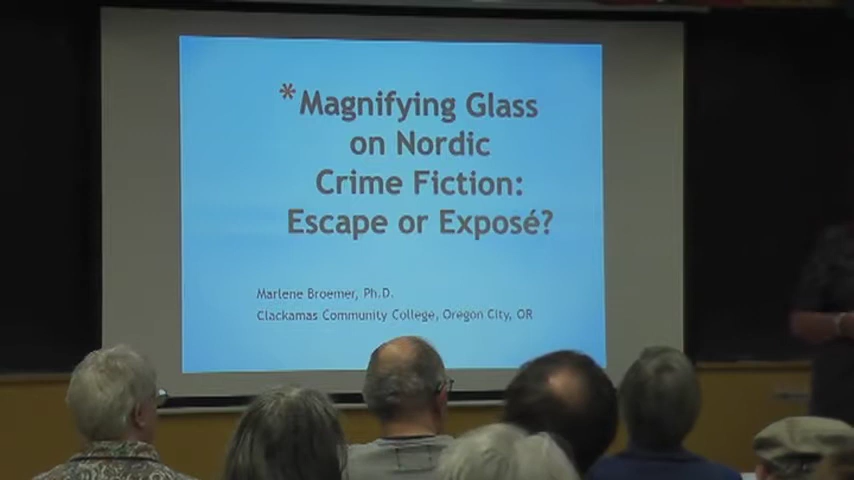 *Magnifying Glass
on Nordic
Crime Fiction:
Escape or Exposé?
Marlene Broemer, Ph.D.
Clackamas Community College, Oregon City, OR